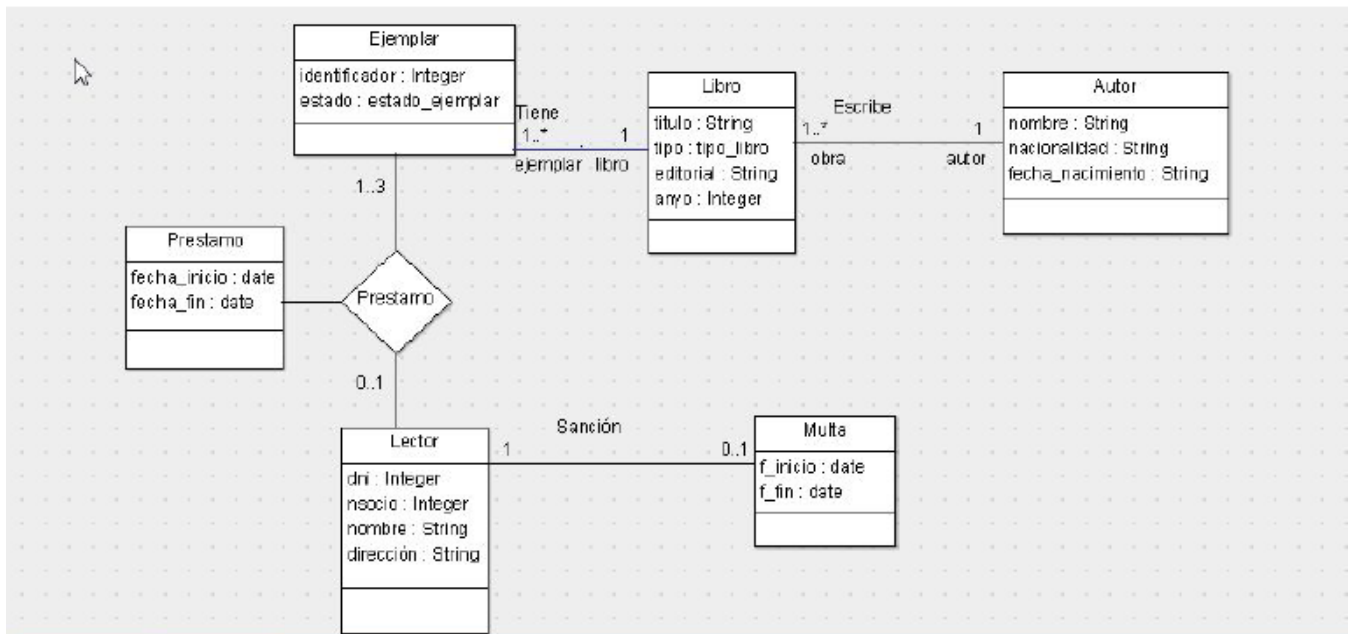 Ejemplar
identificador : Integer
estado : estado_ejemplar
Tiene
1..*
1
ejemplar
libro
Libro
titulo : String
tipo : tipo_libro
editorial : String
anyo : Integer
Escribe
1..*
1
obra
autor
Autor
nombre : String
nacionalidad : String
fecha_nacimiento : String
1..3
Prestamo
fecha_inicio : date
fecha_fin : date
Prestamo
0..1
Lector
dni : Integer
nsocio : Integer
nombre : String
dirección : String
Sanción
1
0..1
Multa
f_inicio : date
f_fin : date